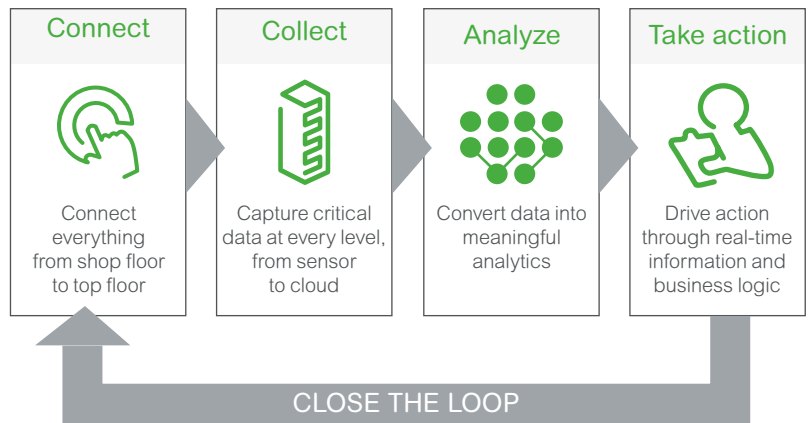 Connect
Connect
everything
from shop floor
to top floor
Collect
Capture critical
data at every level,
from sensor
to cloud
Analyze
Convert data into
meaningful
analytics
Take action
Drive action
through real-time
information and
business logic
CLOSE THE LOOP